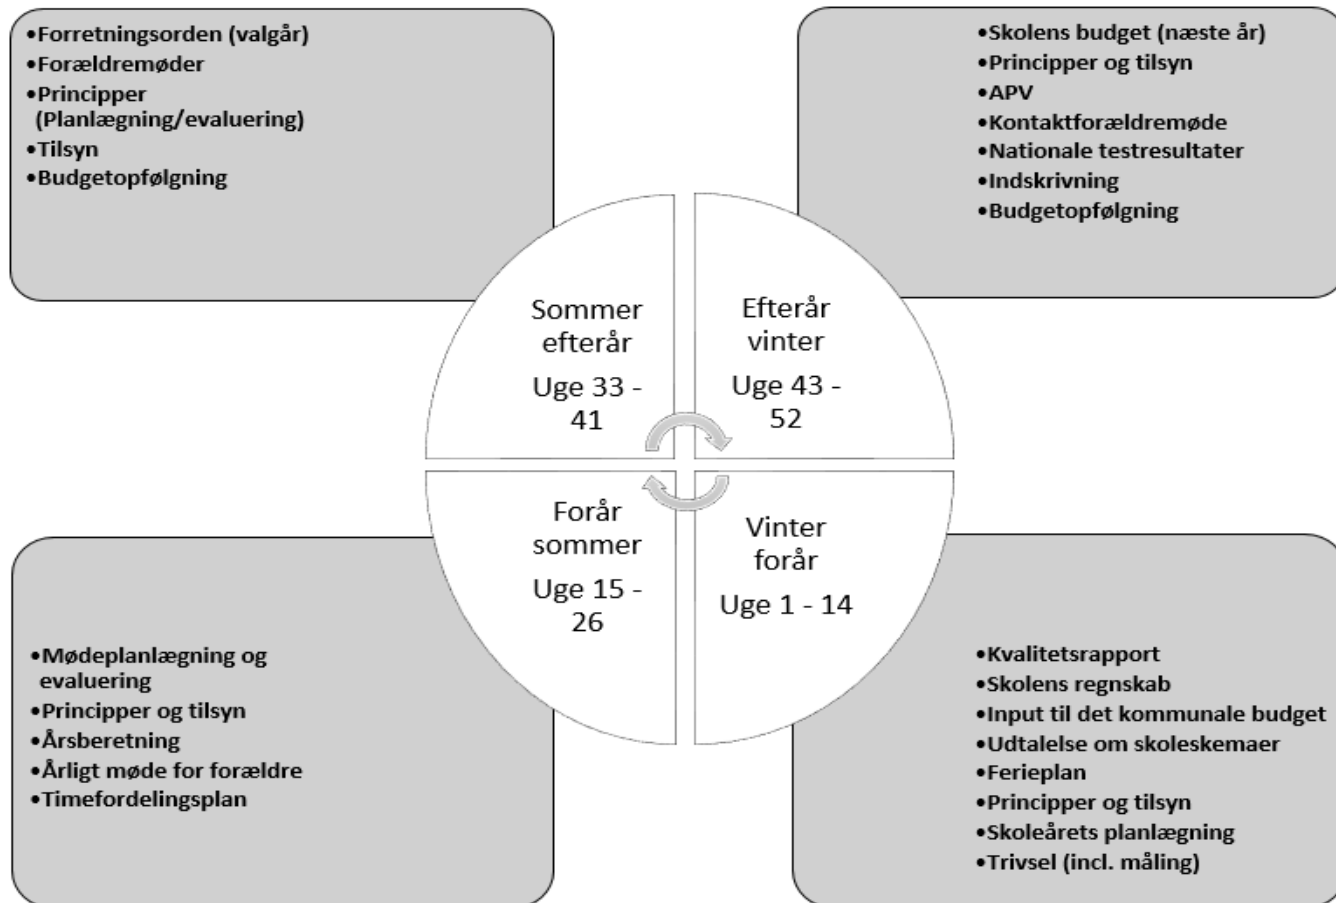 •Forretningsorden (valgår)
•Forældremøder
•Principper
(Planlægning/evaluering)
•Tilsyn
•Budgetopfølgning
•Skolens budget (næste år)
•Principper og tilsyn
•APV
•Kontaktforældremøde
•Nationale testresultater
•Indskrivning
•Budgetopfølgning
Sommer
efterår
Uge 33 -
41
Efterår
vinter
Uge 43 -
52
Forår
sommer
Uge 15 -
26
Vinter
forår
Uge 1 - 14
•Mødeplanlægning og
evaluering
•Principper og tilsyn
•Årsberetning
•Årligt møde for forældre
•Timefordelingsplan
•Kvalitetsrapport
•Skolens regnskab
•Input til det kommunale budget
•Udtalelse om skoleskemaer
•Ferieplan
•Principper og tilsyn
•Skoleårets planlægning
•Trivsel (incl. måling)